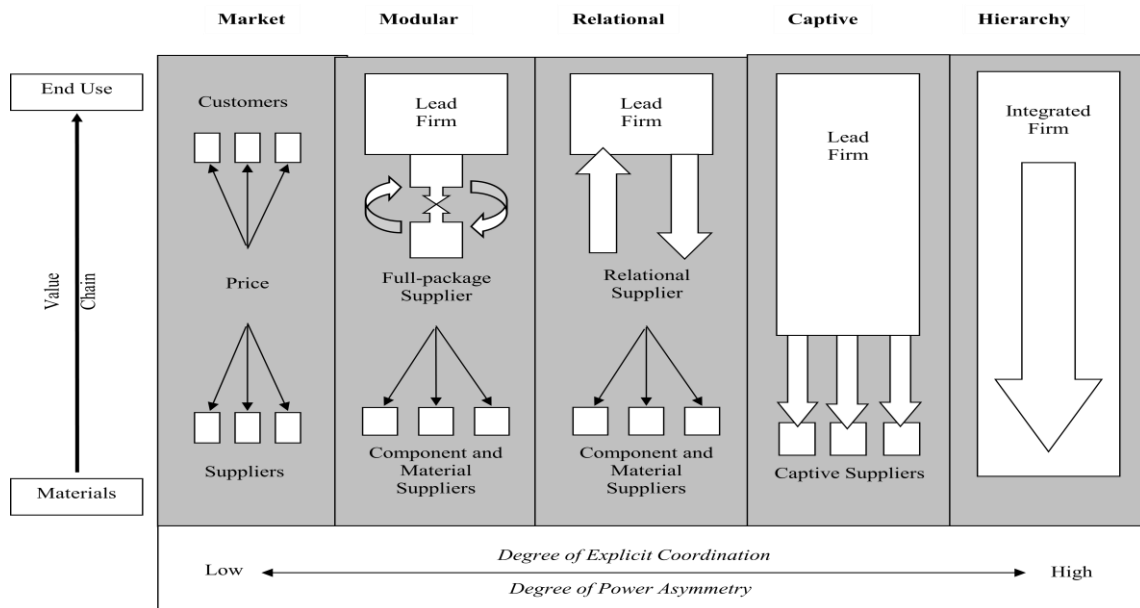 Market
Modular
Relational
Captive
Hierarchy
End Use
Value
Chain
Materials
Customers
Price
Suppliers
Lead
Firm
Full-package
Supplier
Component and
Material
Suppliers
Lead
Firm
Relational
Supplier
Component and
Material
Suppliers
Lead
Firm
Captive Suppliers
Integrated
Firm
Degree of Explicit Coordination
Low
High
Degree of Power Asymmetry